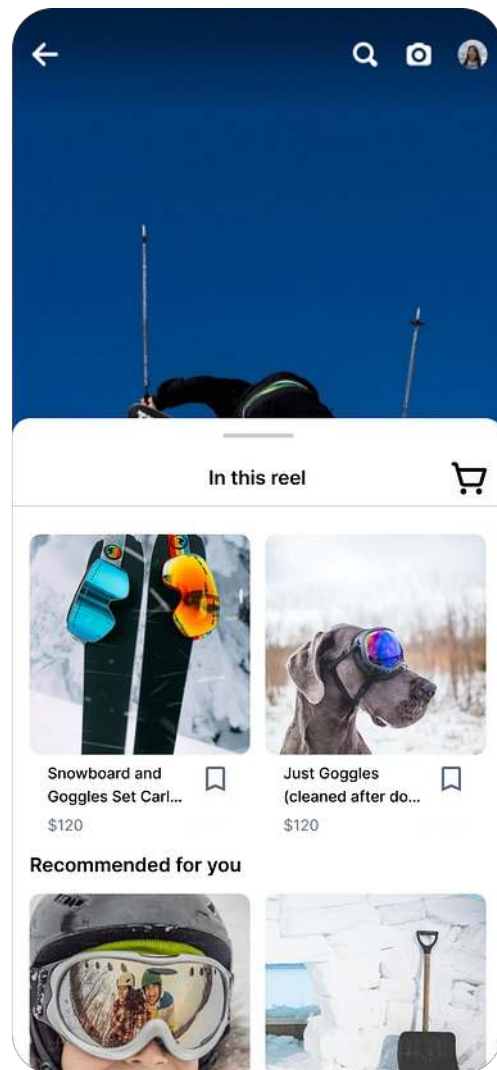 In this reel
Snowboard and
Goggles Set Carl...
$120
Just Goggles
(cleaned after do...
$120
Recommended for you